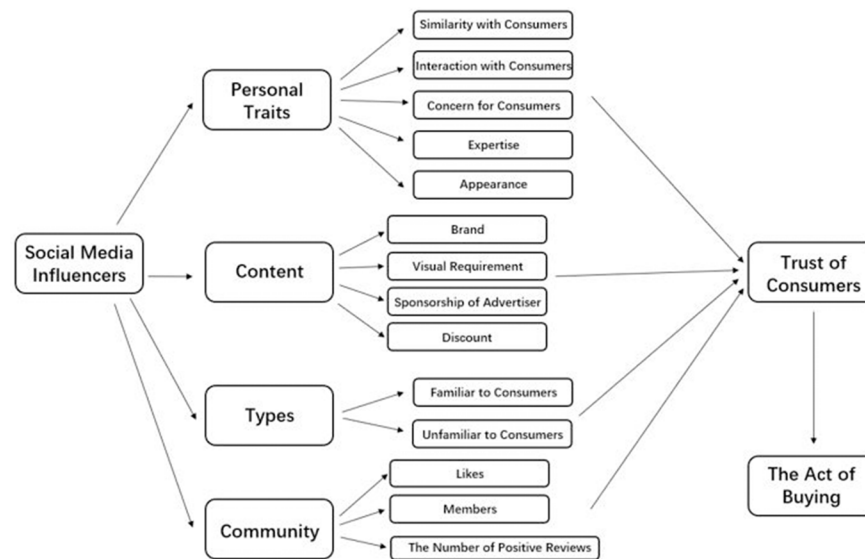 Similarity with Consumers
Interaction with Consumers
Personal
Traits
Concern for Consumers
Expertise
Appearance
Social Media
Influencers
Content
Brand
Visual Requirement
Sponsorship of Advertiser
Discount
Trust of
Consumers
Types
Familiar to Consumers
Unfamiliar to Consumers
Community
Likes
Members
The Number of Positive Reviews
The Act of
Buying